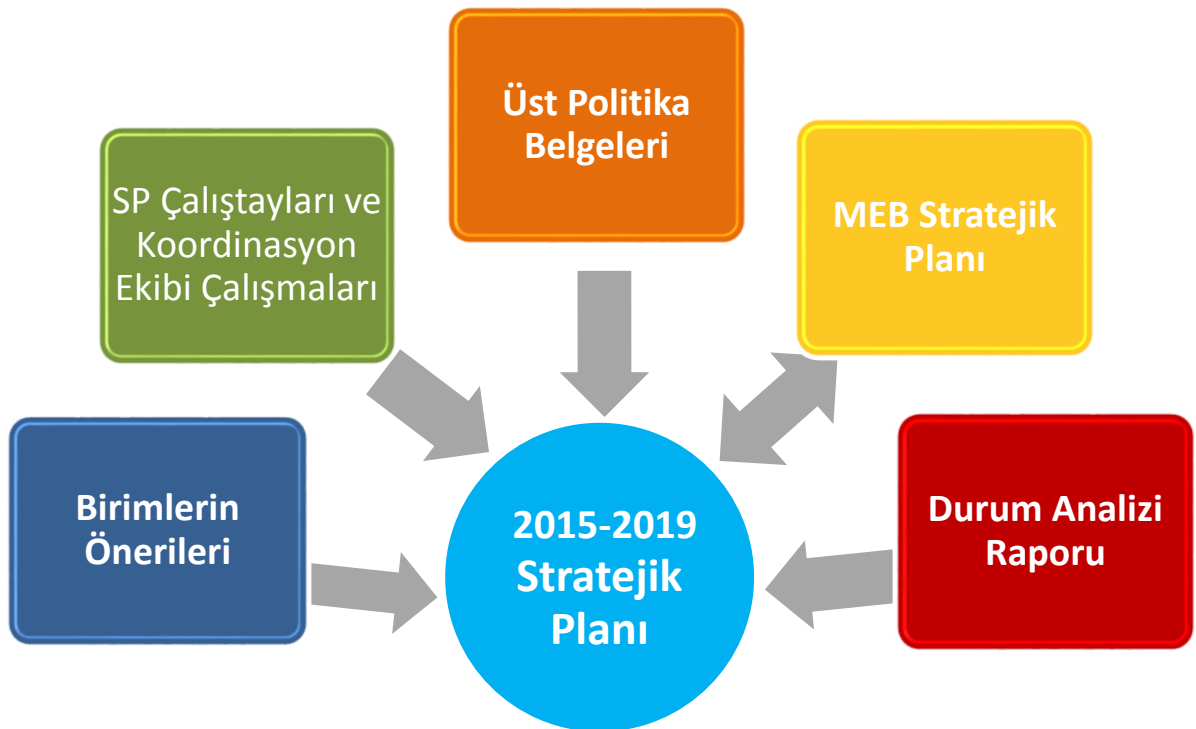 Üst Politika
Belgeleri
SP Çalıştayları ve
Koordinasyon
Ekibi Çalışmaları
MEB Stratejik
Planı
Birimlerin
Önerileri
2015-2019
Stratejik
Planı
Durum Analizi
Raporu